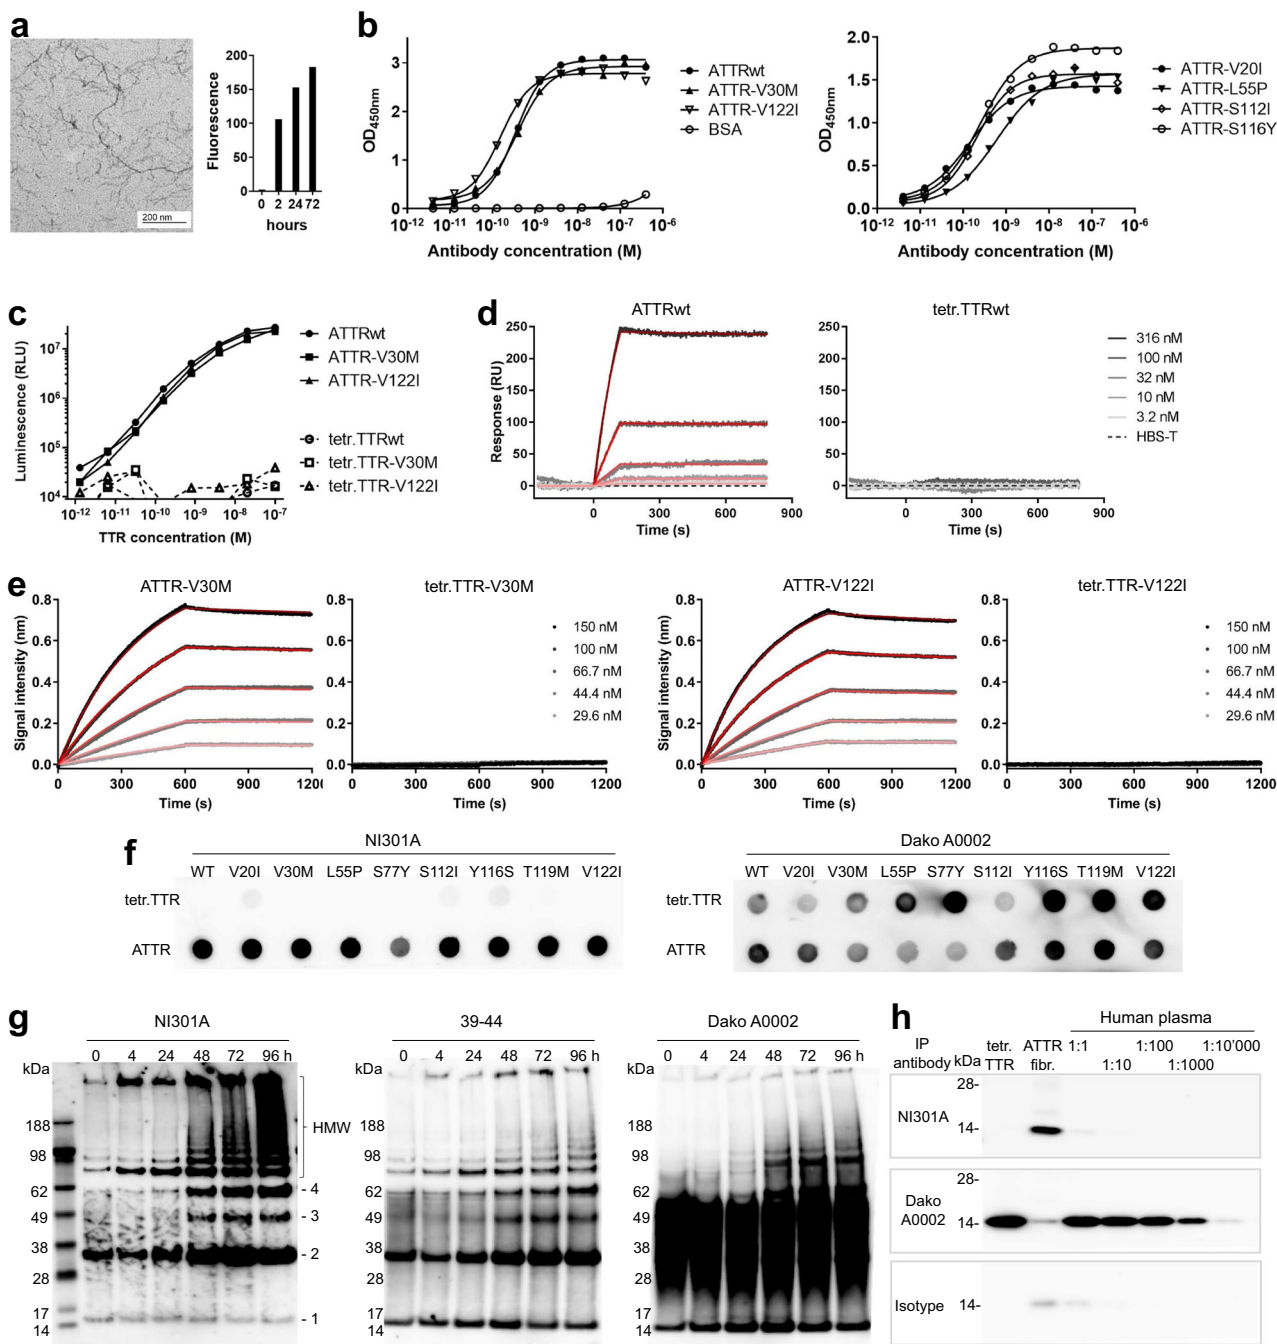 a
200
150
100
50
0
Fluorescence
0 2 24 72
hours
200 nm
b
3
2
1
0
OD450nm
10-12 10-11 10-10 10-9 10-8 10-7 10-6
Antibody concentration (M)
ATTRwt
ATTR-V30M
ATTR-V122I
BSA
2.0
1.5
1.0
0.5
0.0
OD450nm
10-12 10-11 10-10 10-9 10-8 10-7 10-6
Antibody concentration (M)
ATTR-V20I
ATTR-L55P
ATTR-S112I
ATTR-S116Y
c
107
106
105
104
Luminescence (RLU)
10-12 10-11 10-10 10-9 10-8 10-7
TTR concentration (M)
ATTRwt
ATTR-V30M
ATTR-V122I
tetr.TTRwt
tetr.TTR-V30M
tetr.TTR-V122I
d
ATTRwt
250
200
150
100
50
0
Response (RU)
0 300 600 900
Time (s)
tetr.TTRwt
250
200
150
100
50
0
0 300 600 900
Time (s)
316 nM
100 nM
32 nM
10 nM
3.2 nM
HBS-T
e
ATTR-V30M
0.8
0.6
0.4
0.2
0.0
Signal intensity (nm)
0 300 600 900 1200
Time (s)
tetr.TTR-V30M
0.8
0.6
0.4
0.2
0.0
0 300 600 900 1200
Time (s)
150 nM
100 nM
66.7 nM
44.4 nM
29.6 nM
ATTR-V122I
0.8
0.6
0.4
0.2
0.0
Signal intensity (nm)
0 300 600 900 1200
Time (s)
tetr.TTR-V122I
0.8
0.6
0.4
0.2
0.0
0 300 600 900 1200
Time (s)
150 nM
100 nM
66.7 nM
44.4 nM
29.6 nM
f
NI301A
WT V20I V30M L55P S77Y S112I Y116S T119M V122I
tetr.TTR
ATTR
Dako A0002
WT V20I V30M L55P S77Y S112I Y116S T119M V122I
tetr.TTR
ATTR
g
NI301A
0 4 24 48 72 96 h
kDa
188
98
62
49
38
28
17
14
HMW
- 4
- 3
- 2
- 1
39-44
0 4 24 48 72 96 h
kDa
188
98
62
49
38
28
17
14
Dako A0002
0 4 24 48 72 96 h
kDa
188
98
62
49
38
28
17
14
h
Human plasma
IP antibody
kDa
tetr. TTR
ATTR fibr.
1:1 1:10 1:100 1:1000 1:10'000
NI301A
28-
14-
Dako A0002
28-
14-
Isotype
14-